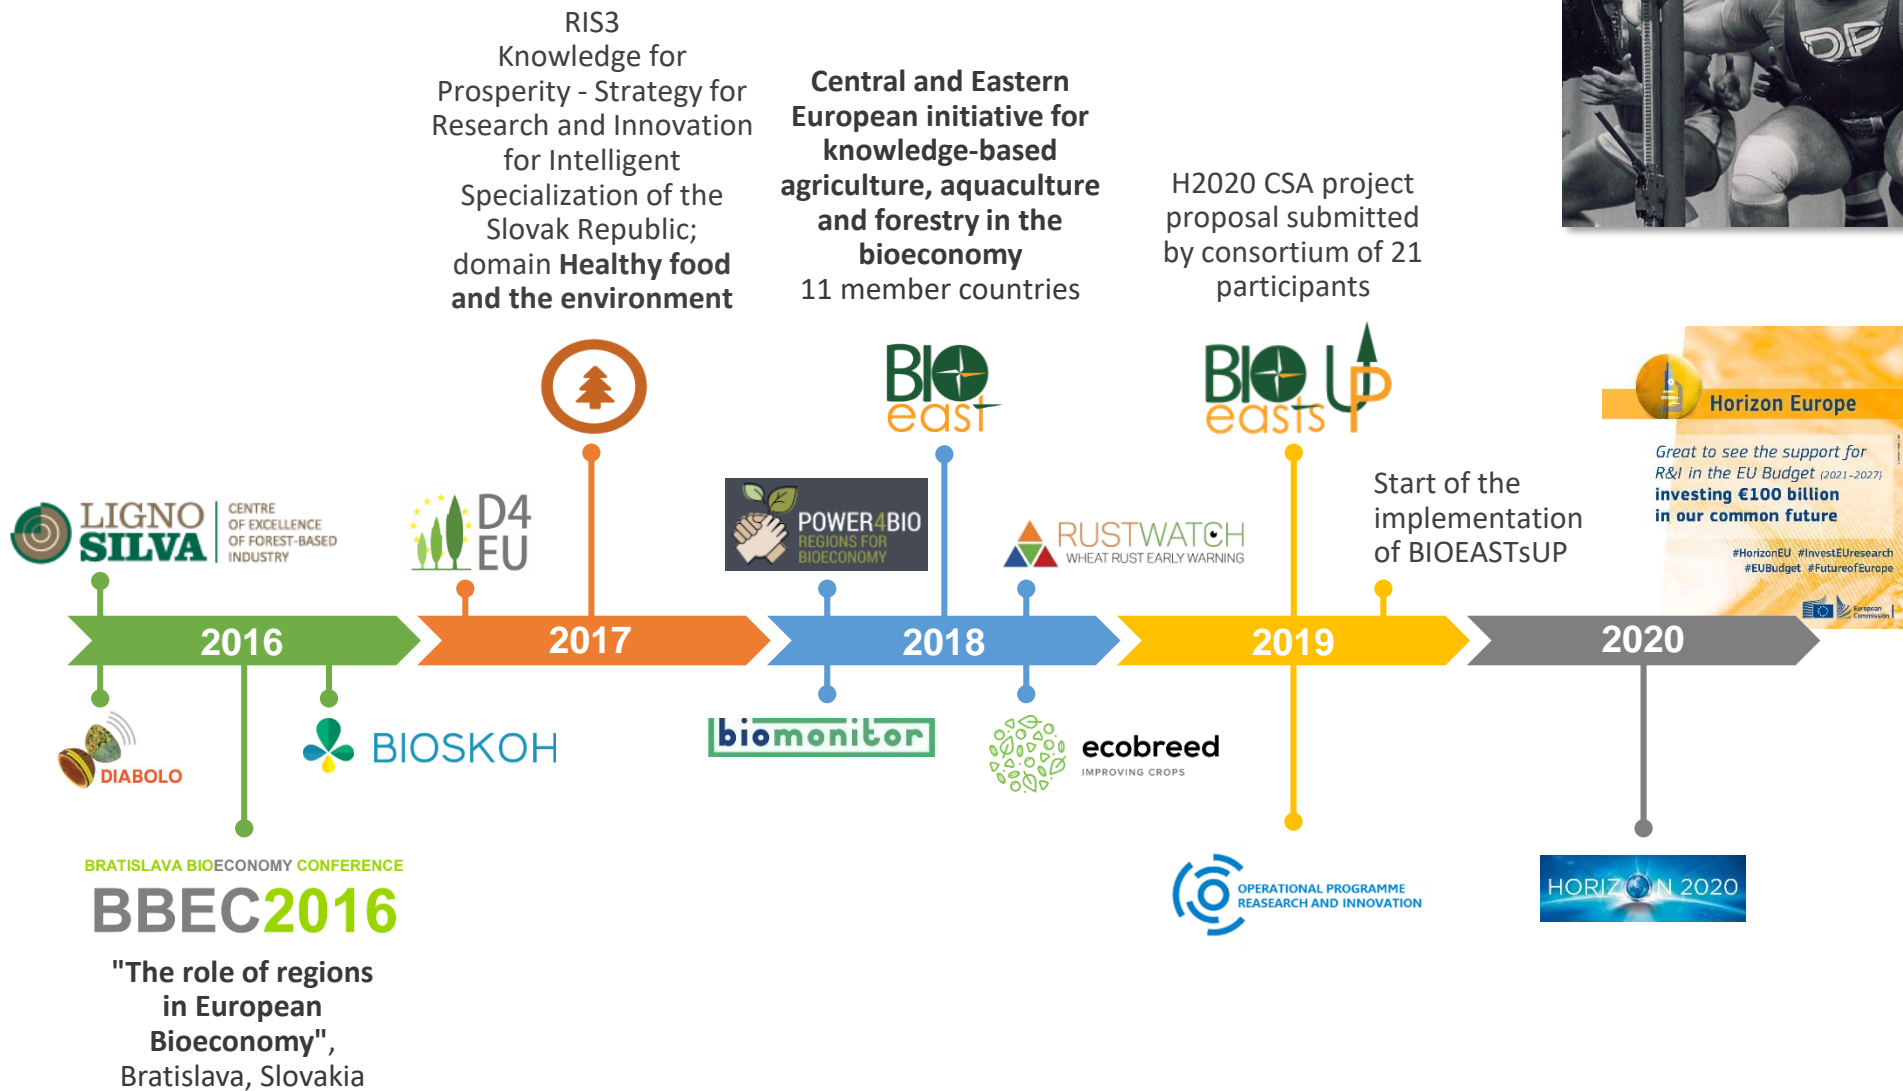 RIS3
Knowledge for
Prosperity - Strategy for
Research and Innovation
for Intelligent
Specialization of the
Slovak Republic;
domain Healthy food
and the environment
Central and Eastern
European initiative for
knowledge-based
agriculture, aquaculture
and forestry in the
bioeconomy
11 member countries
H2020 CSA project
proposal submitted
by consortium of 21
participants
DP
BIO
east
BIO UP
easts
Horizon Europe
Great to see the support for
R&I in the EU Budget (2021-2027)
investing €100 billion
in our common future
#HorizonEU #InvestEUresearch
#EUBudget #FutureofEurope
European
Commission
LIGNO
SILVA
CENTRE
OF EXCELLENCE
OF FOREST-BASED
INDUSTRY
D4
EU
POWER4BIO
REGIONS FOR
BIOECONOMY
RUSTWATCH
WHEAT RUST EARLY WARNING
Start of the
implementation
of BIOEASTsUP
2016
2017
2018
2019
2020
DIABOLO
BIOSKOH
biomonitor
ecobreed
IMPROVING CROPS
BRATISLAVA BIOECONOMY CONFERENCE
BBEC2016
"The role of regions
in European
Bioeconomy",
Bratislava, Slovakia
OPERATIONAL PROGRAMME
REASEARCH AND INNOVATION
HORIZON 2020